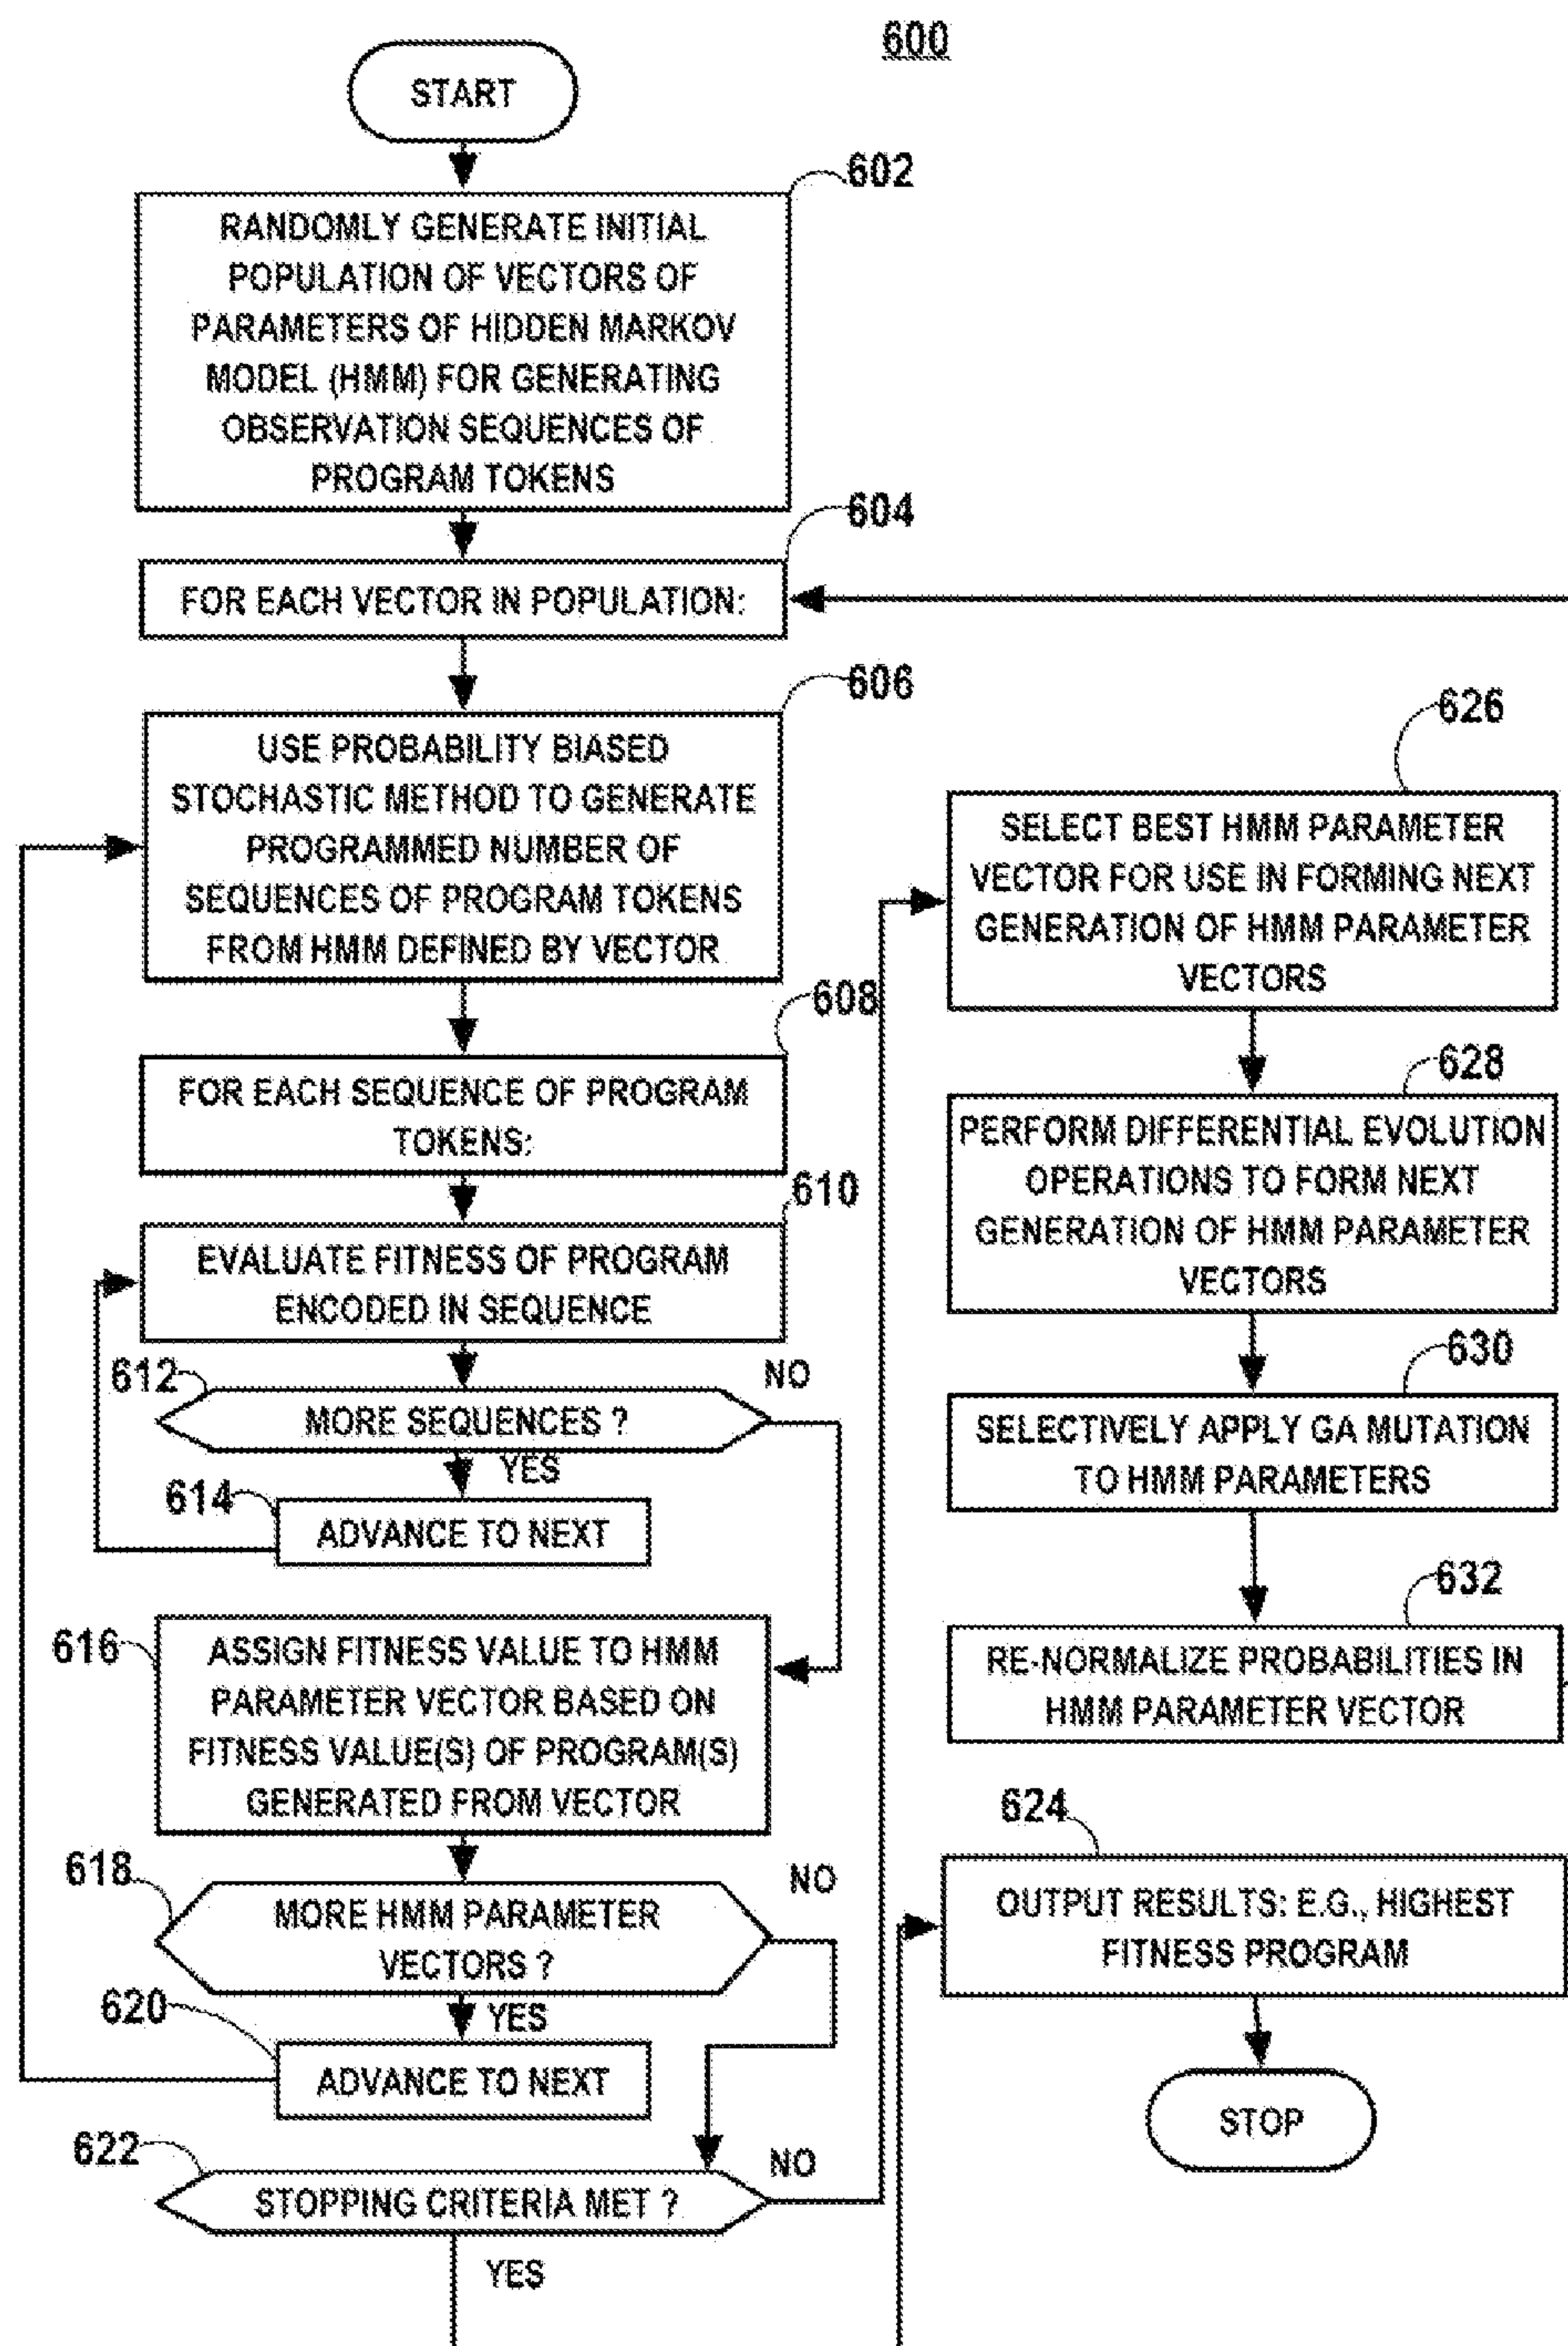 600
START
602
RANDOMLY GENERATE INITIAL
POPULATION OF VECTORS OF
PARAMETERS OF HIDDEN MARKOV
MODEL (HMM) FOR GENERATING
OBSERVATION SEQUENCES OF
PROGRAM TOKENS
604
FOR EACH VECTOR IN POPULATION:
606
USE PROBABILITY BIASED
STOCHASTIC METHOD TO GENERATE
PROGRAMMED NUMBER OF
SEQUENCES OF PROGRAM TOKENS
FROM HMM DEFINED BY VECTOR
608
FOR EACH SEQUENCE OF PROGRAM
TOKENS:
610
EVALUATE FITNESS OF PROGRAM
ENCODED IN SEQUENCE
612
NO
MORE SEQUENCES ?
YES
614
ADVANCE TO NEXT
616
ASSIGN FITNESS VALUE TO HMM
PARAMETER VECTOR BASED ON
FITNESS VALUE(S) OF PROGRAM(S)
GENERATED FROM VECTOR
618
NO
MORE HMM PARAMETER
VECTORS ?
YES
620
ADVANCE TO NEXT
622
NO
STOPPING CRITERIA MET ?
YES
626
SELECT BEST HMM PARAMETER
VECTOR FOR USE IN FORMING NEXT
GENERATION OF HMM PARAMETER
VECTORS
628
PERFORM DIFFERENTIAL EVOLUTION
OPERATIONS TO FORM NEXT
GENERATION OF HMM PARAMETER
VECTORS
630
SELECTIVELY APPLY GA MUTATION
TO HMM PARAMETERS
632
RE-NORMALIZE PROBABILITIES IN
HMM PARAMETER VECTOR
624
OUTPUT RESULTS: E.G., HIGHEST
FITNESS PROGRAM
STOP